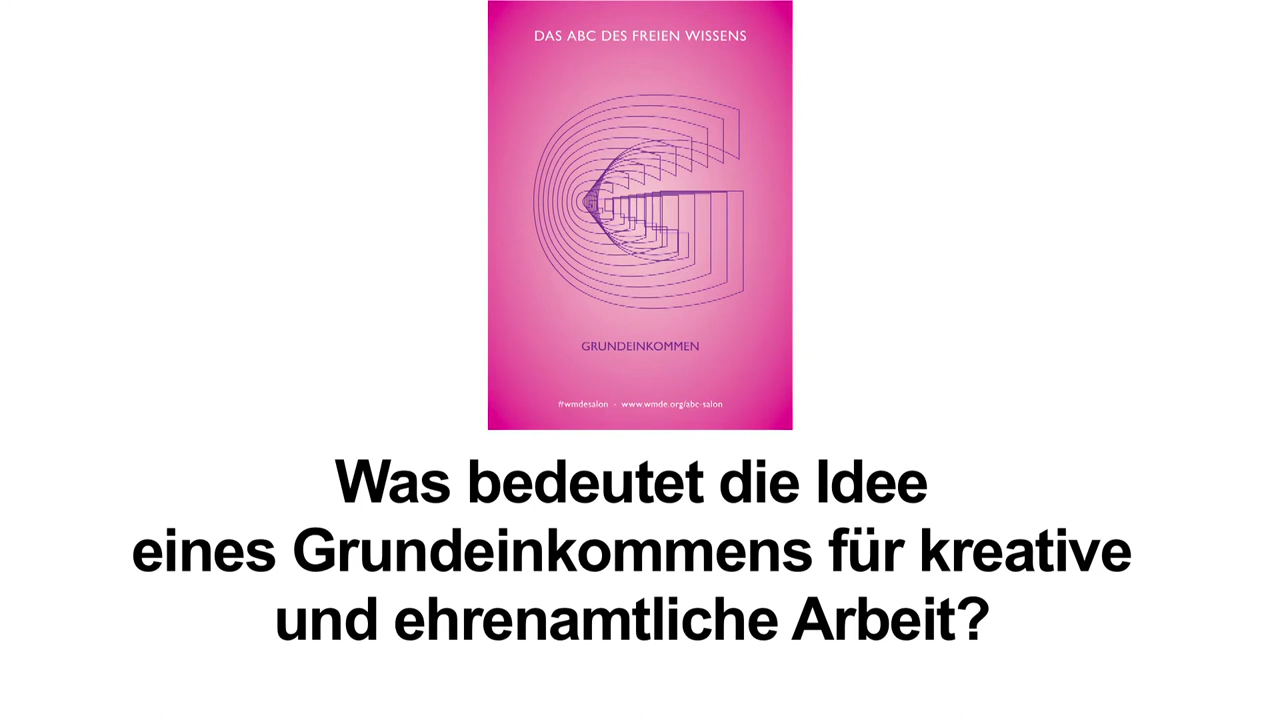 DAS ABC DES FREIEN WISSENS
GRUNDEINKOMMEN
#wmdesalon - www.wmde.org/abc-salon
Was bedeutet die Idee
eines Grundeinkommens für kreative
und ehrenamtliche Arbeit?